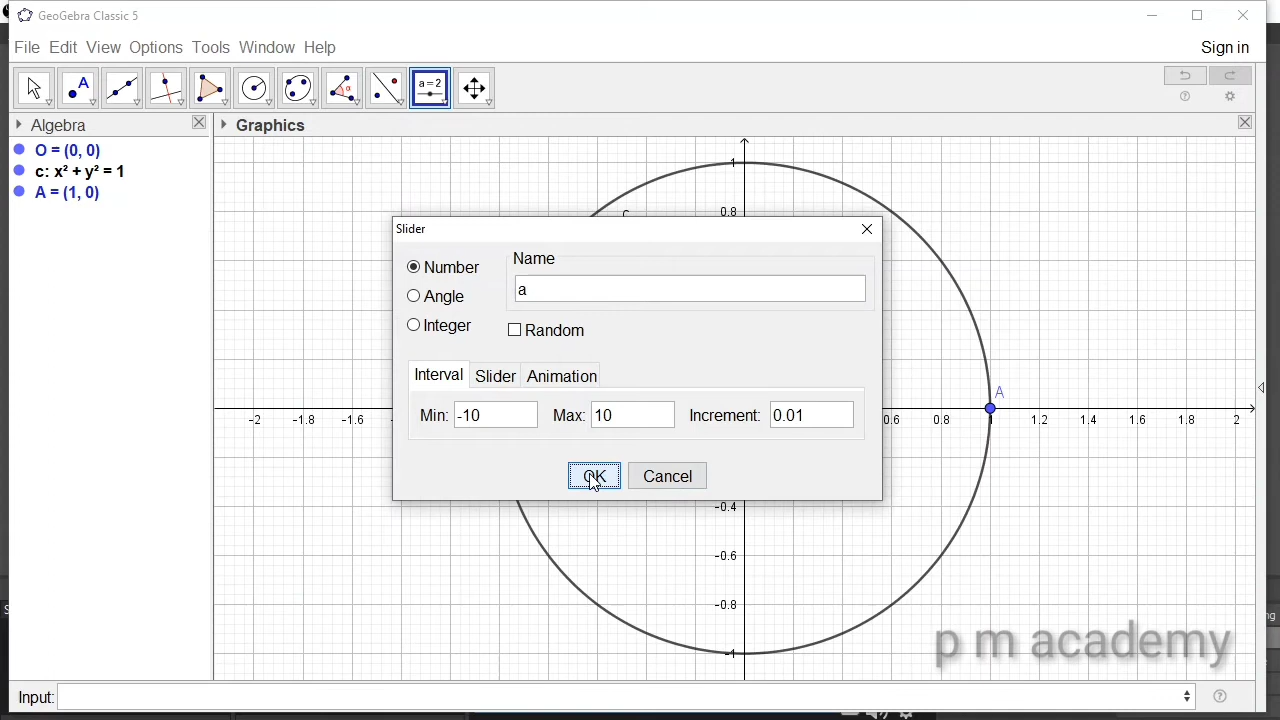 GeoGebra Classic 5
File Edit View Options Tools Window Help
Sign in
A
α
a=2
Algebra
Graphics
O = (0, 0)
c: x² + y² = 1
A = (1, 0)
1
c
0.8
Slider
Number
Angle
Integer
Name
a
Random
Interval Slider Animation
Min: -10 Max: 10 Increment: 0.01
OK Cancel
A
-2 -1.8 -1.6 0.6 0.8 1 1.2 1.4 1.6 1.8 2
-0.4
-0.6
-0.8
-1
p m academy
Input: